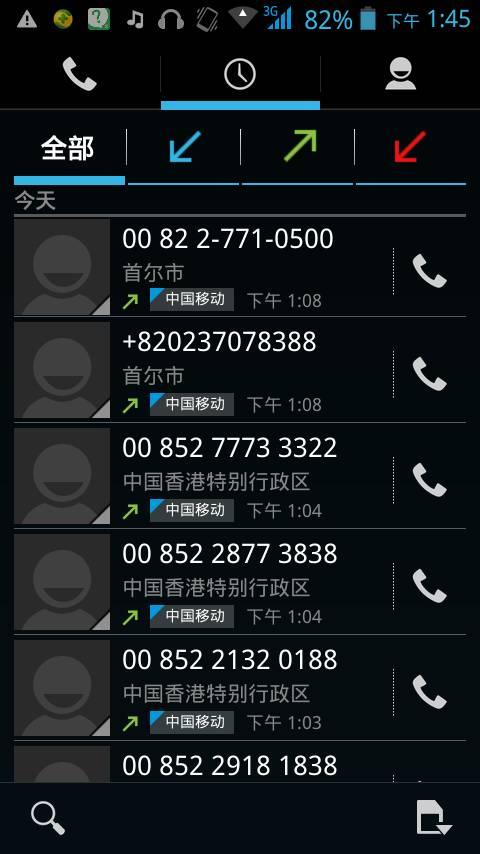 3G 82% 下午 1:45
全部
今天
00 82 2-771-0500
首尔市
中国移动 下午 1:08
+820237078388
首尔市
中国移动 下午 1:08
00 852 7773 3322
中国香港特别行政区
中国移动 下午 1:04
00 852 2877 3838
中国香港特别行政区
中国移动 下午 1:04
00 852 2132 0188
中国香港特别行政区
中国移动 下午 1:03
00 852 2918 1838